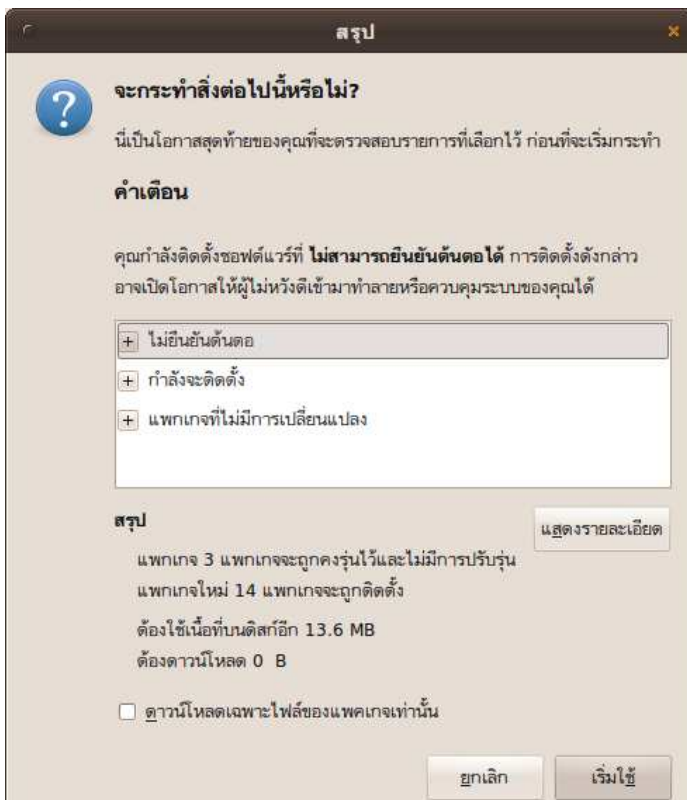 สรุป
จะกระทำสิ่งต่อไปนี้หรือไม่?
นี่เป็นโอกาสสุดท้ายของคุณที่จะตรวจสอบรายการที่เลือกไว้ ก่อนที่จะเริ่มกระทำ
คำเตือน
คุณกำลังติดตั้งซอฟต์แวร์ที่ ไม่สามารถยืนยันต้นตอได้ การติดตั้งดังกล่าว
อาจเปิดโอกาสให้ผู้ไม่หวังดีเข้ามาทำลายหรือควบคุมระบบของคุณได้
ไม่ยืนยันต้นตอ
กำลังจะติดตั้ง
แพกเกจที่ไม่มีการเปลี่ยนแปลง
สรุป
แสดงรายละเอียด
แพกเกจ 3 แพกเกจจะถูกคงรุ่นไว้และไม่มีการปรับรุ่น
แพกเกจใหม่ 14 แพกเกจจะถูกติดตั้ง
ต้องใช้เนื้อที่บนดิสก์อีก 13.6 MB
ต้องดาวน์โหลด 0 B
ดาวน์โหลดเฉพาะไฟล์ของแพคเกจเท่านั้น
ยกเลิก
เริ่มใช้